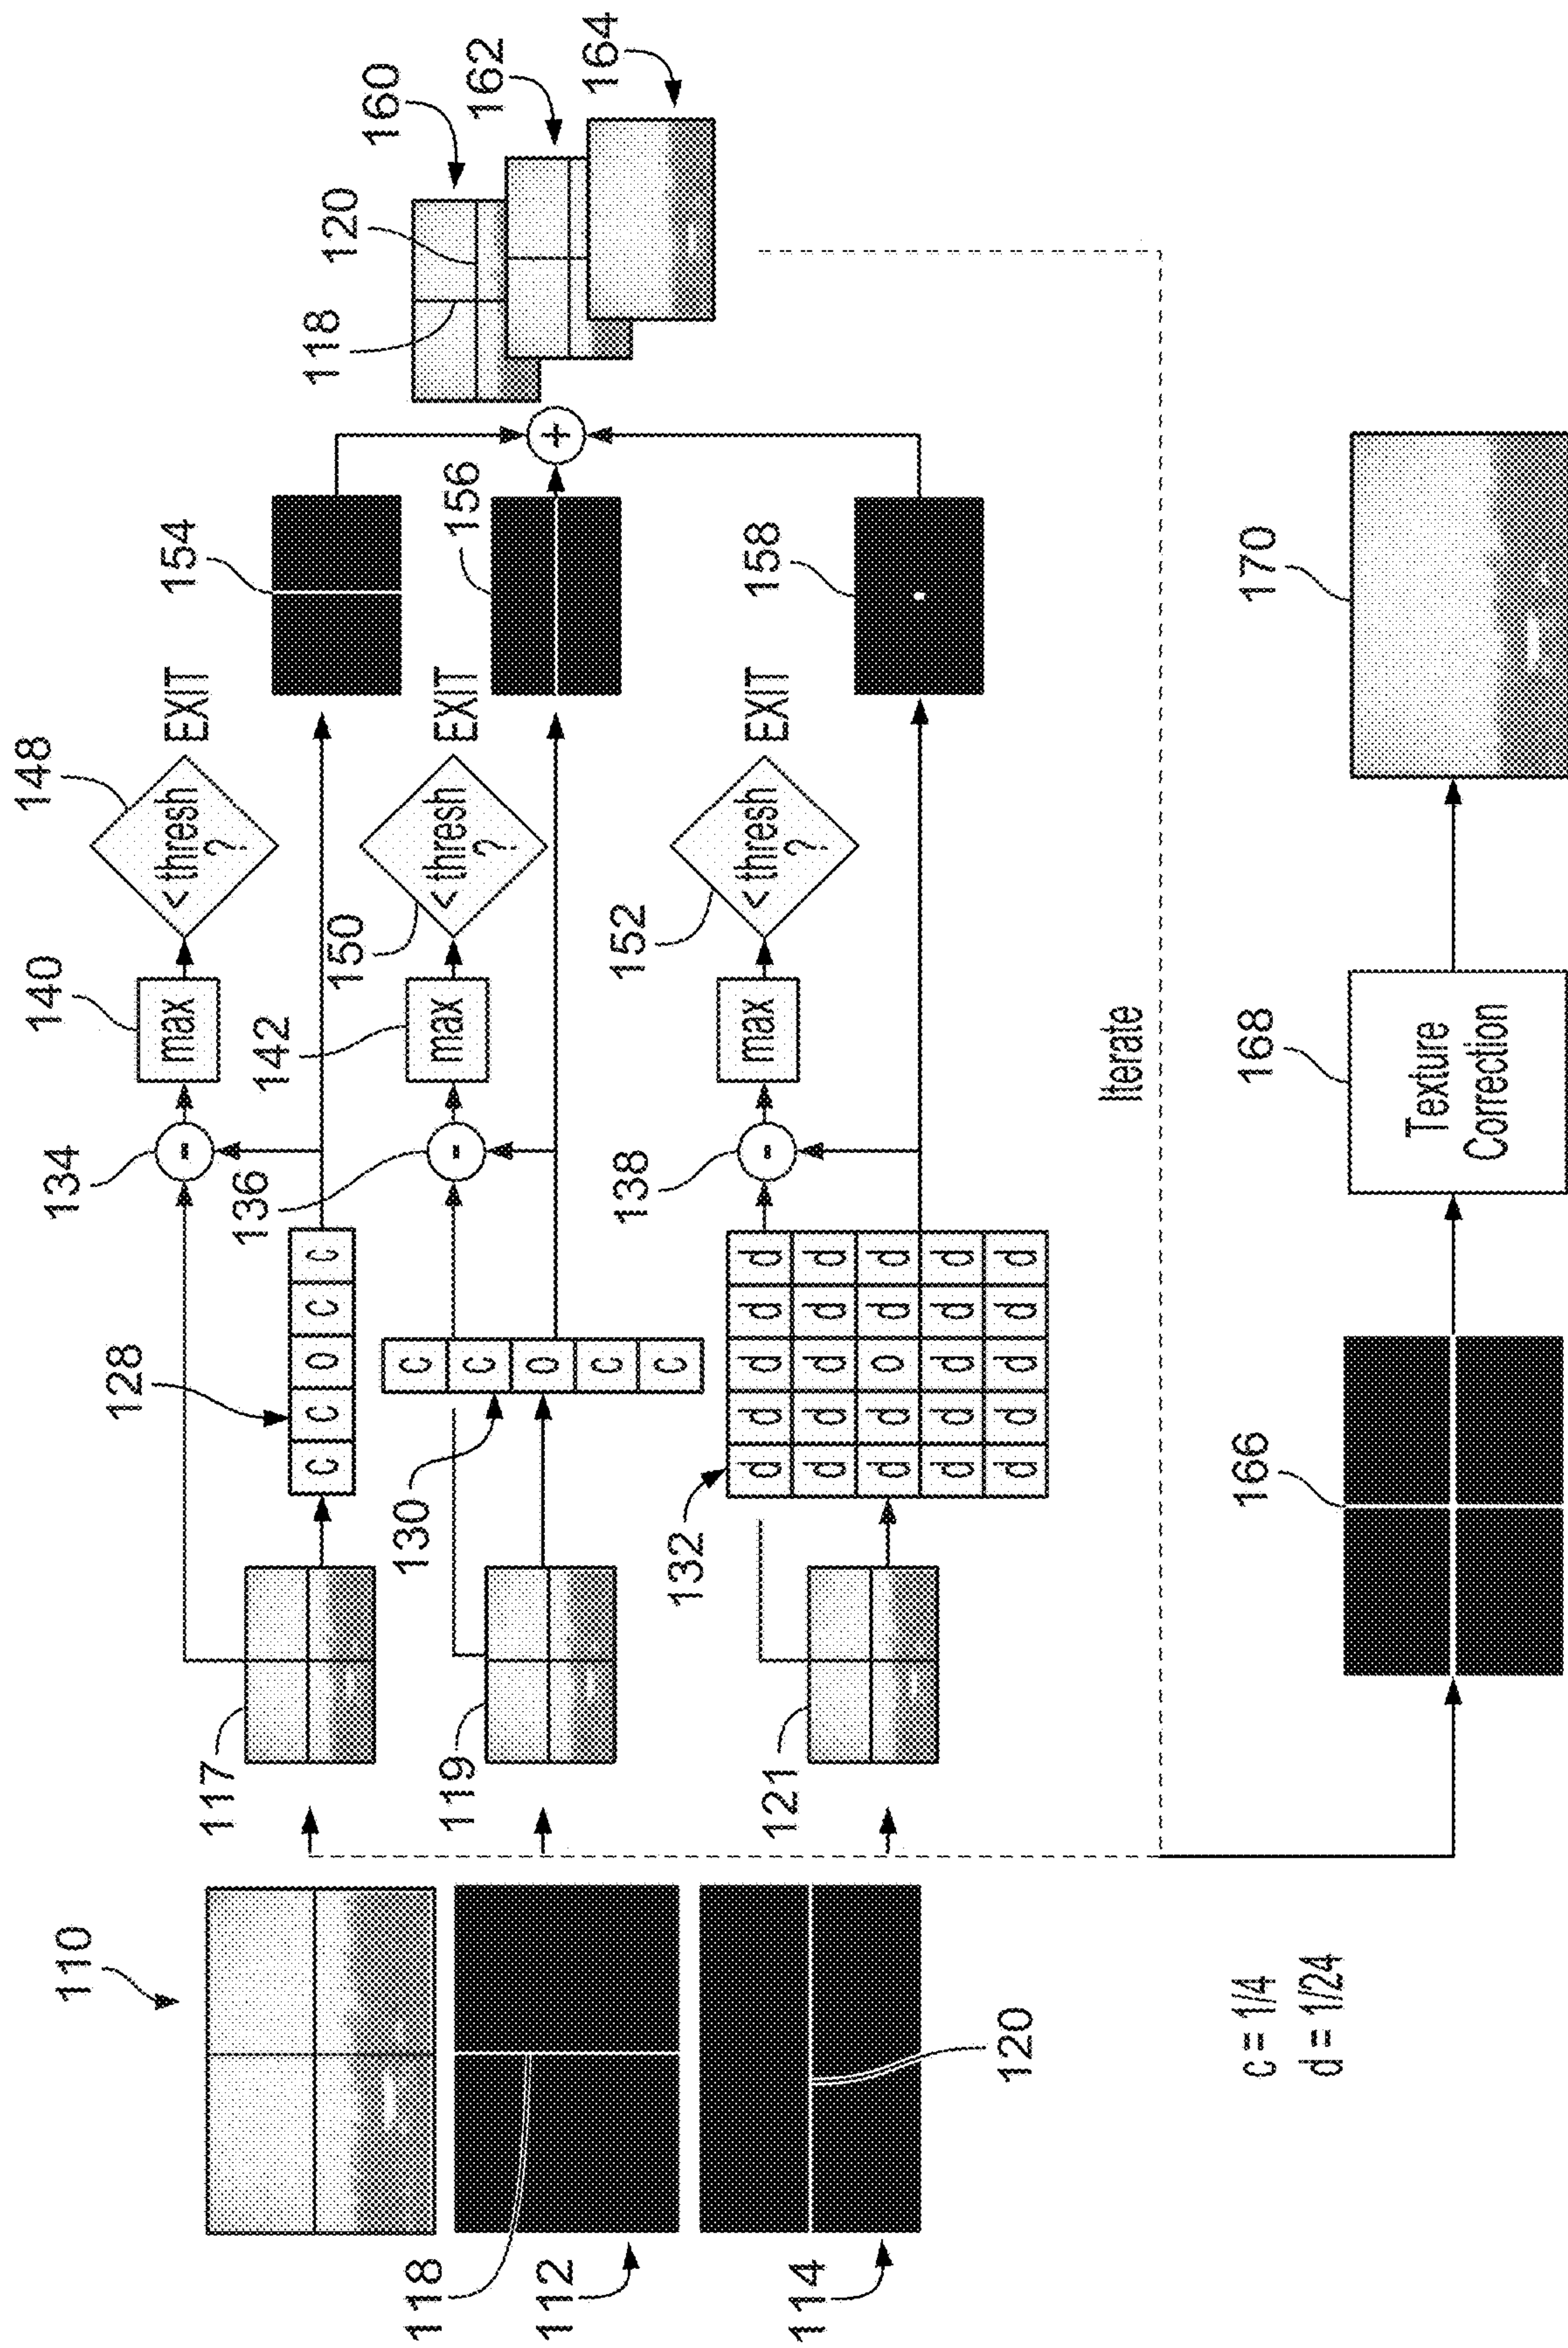 110
117
128
134
140
148
max
< thresh
?
EXIT
154
c c 0 c c
118
112
119
130
136
142
150
max
< thresh
?
EXIT
156
c
c
0
c
c
118
120
160
162
164
+
114
120
121
132
138
152
max
< thresh
?
EXIT
158
d d d d d
d d d d d
d d 0 d d
d d d d d
d d d d d
-
-
-
Iterate
c = 1/4
d = 1/24
166
168
Texture
Correction
170